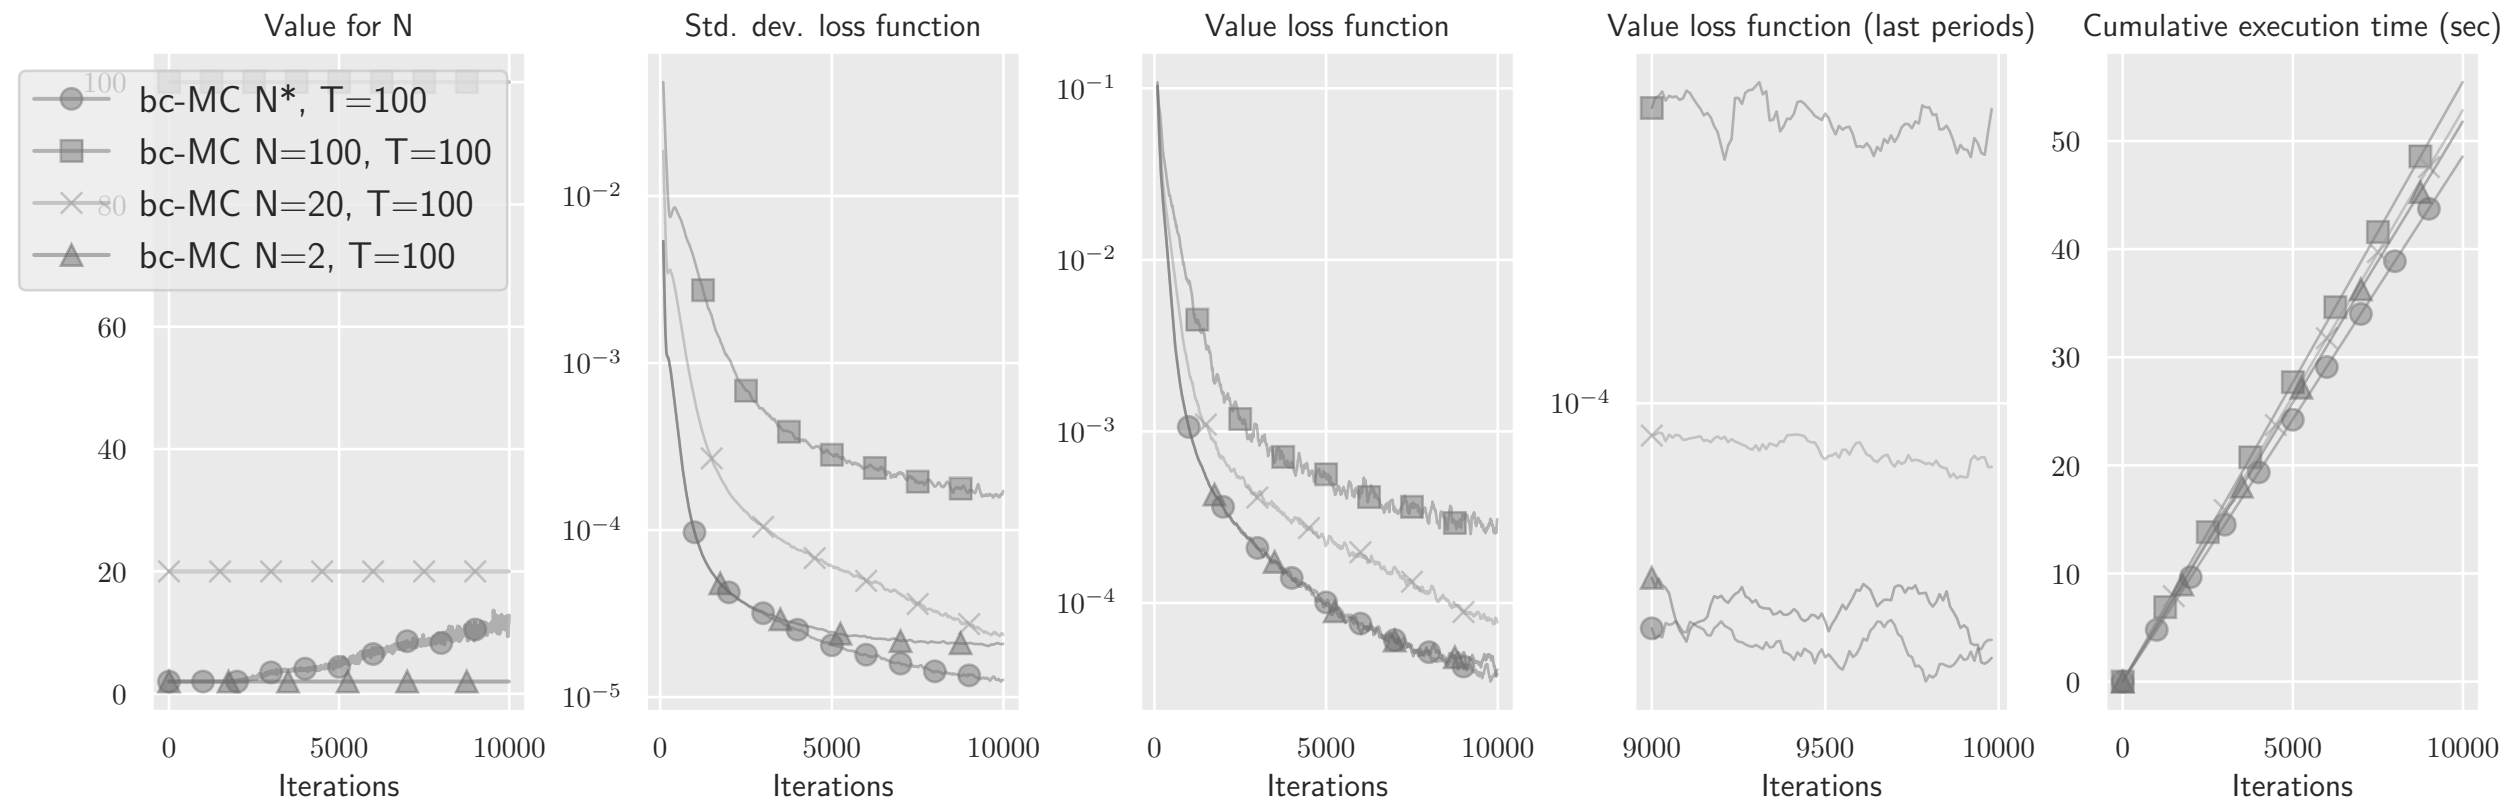 Value for N
100
80
60
40
20
0
0 5000 10000
Iterations
bc-MC N*, T=100
bc-MC N=100, T=100
bc-MC N=20, T=100
bc-MC N=2, T=100
Std. dev. loss function
10⁻²
10⁻³
10⁻⁴
10⁻⁵
0 5000 10000
Iterations
Value loss function
10⁻¹
10⁻²
10⁻³
10⁻⁴
0 5000 10000
Iterations
Value loss function (last periods)
10⁻⁴
9000 9500 10000
Iterations
Cumulative execution time (sec)
50
40
30
20
10
0
0 5000 10000
Iterations